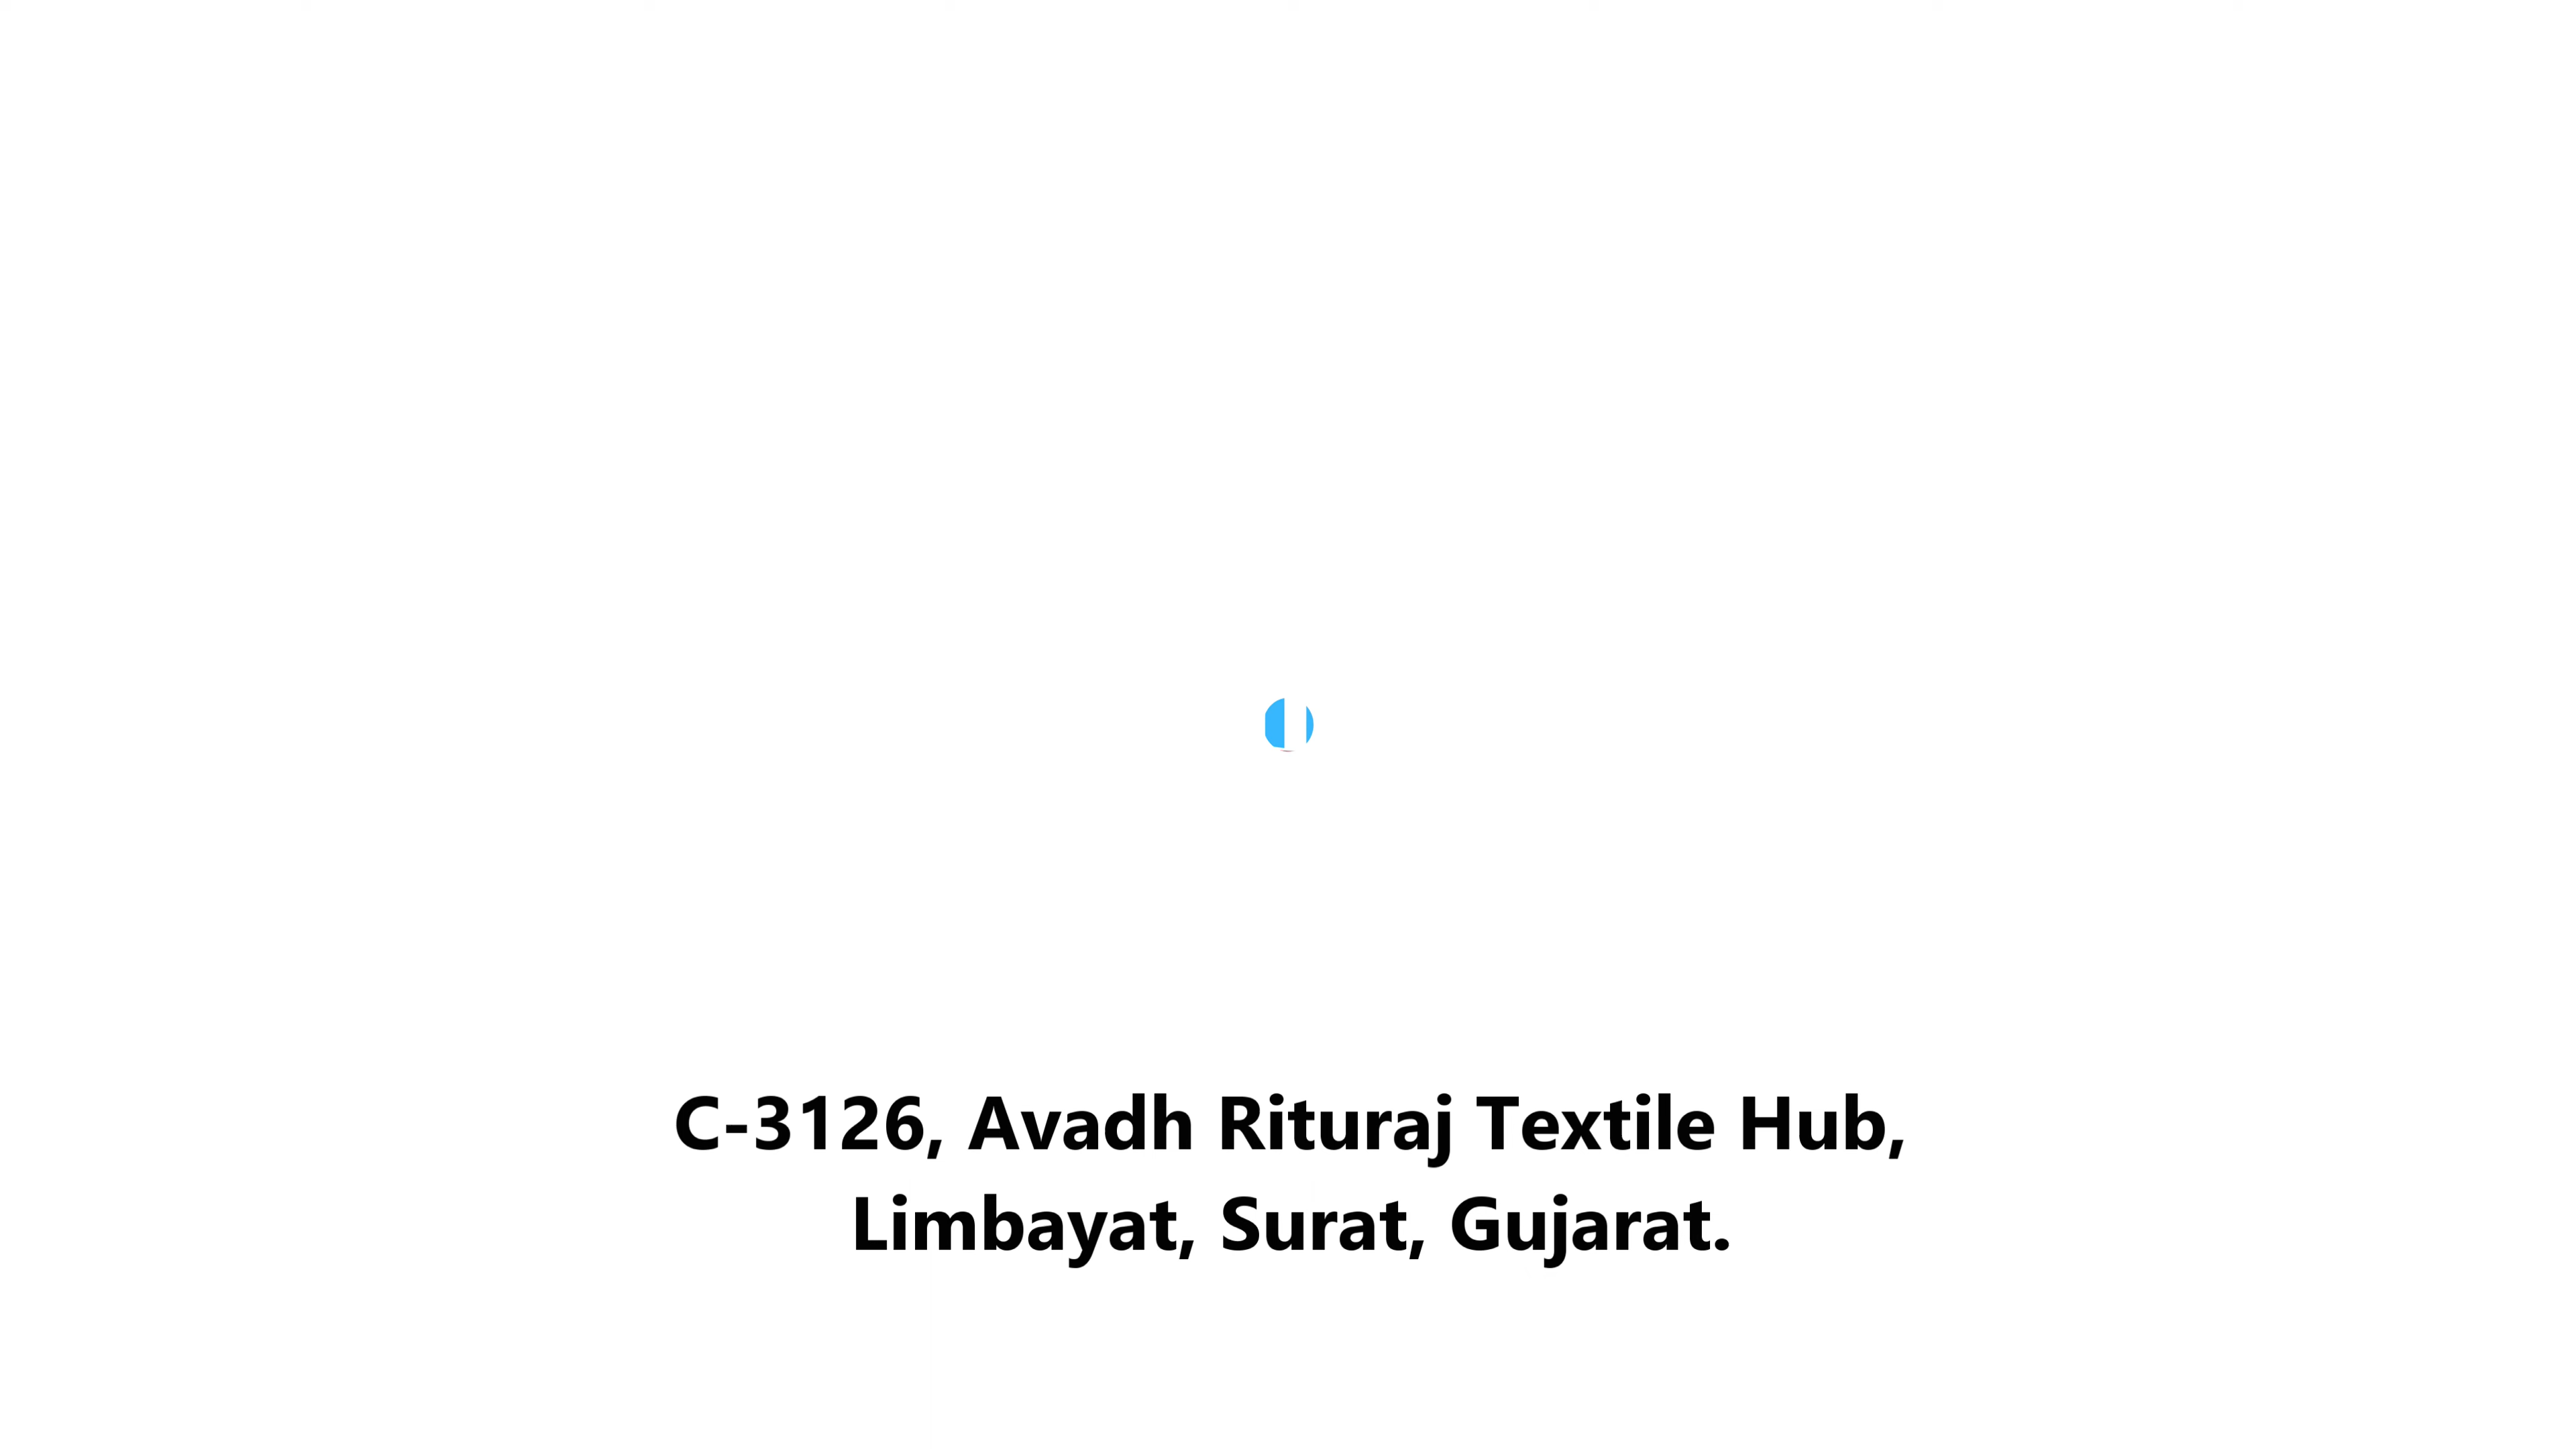 C-3126, Avadh Rituraj Textile Hub,
Limbayat, Surat, Gujarat.